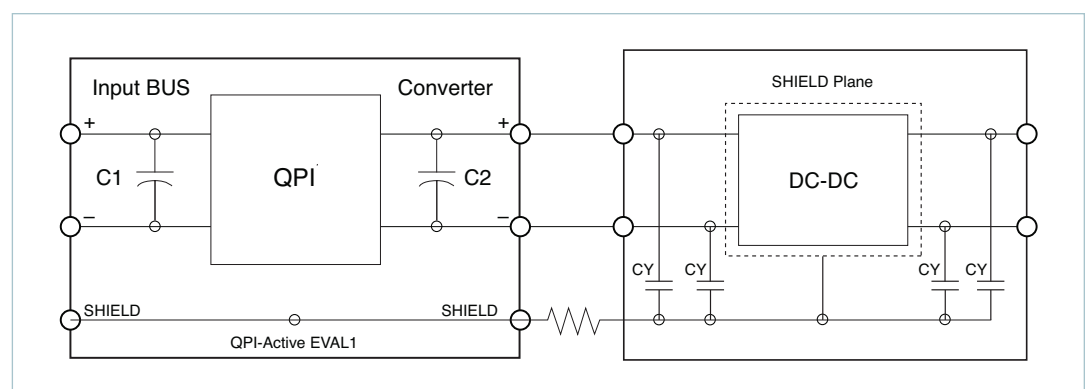 SHIELD Plane
Input BUS
Converter
+
+
C1
QPI
C2
DC-DC
–
–
CY
CY
CY
CY
SHIELD
SHIELD
QPI-Active EVAL1